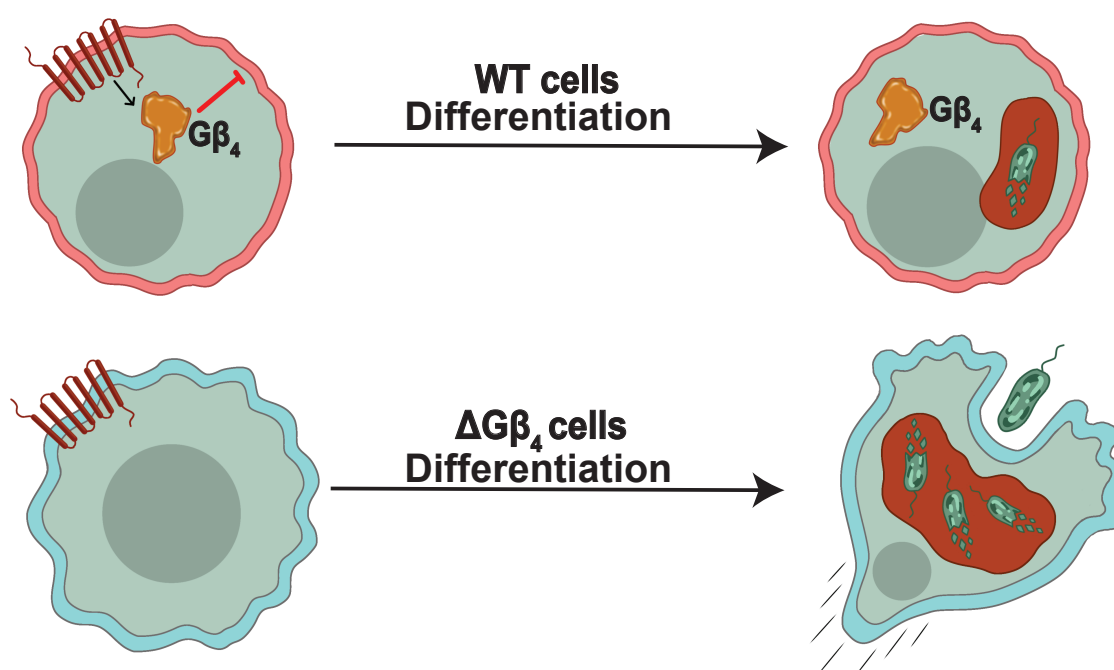 WT cells
Differentiation
Gβ₄
Gβ₄
ΔGβ₄ cells
Differentiation